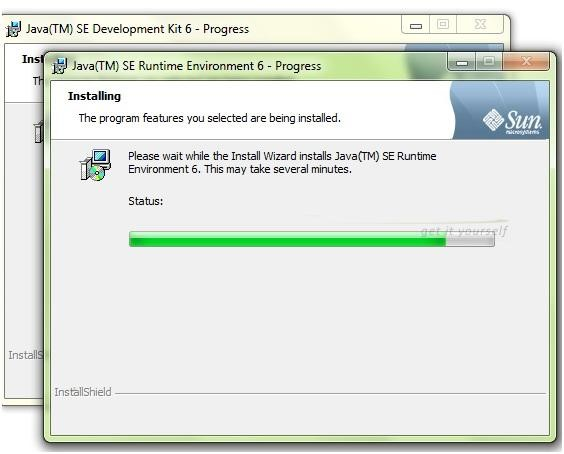 Java(TM) SE Development Kit 6 - Progress
Java(TM) SE Runtime Environment 6 - Progress
Installing
The program features you selected are being installed.
Sun
microsystems
Please wait while the Install Wizard installs Java(TM) SE Runtime
Environment 6. This may take several minutes.
Status:
get it yourself
InstallS
InstallShield